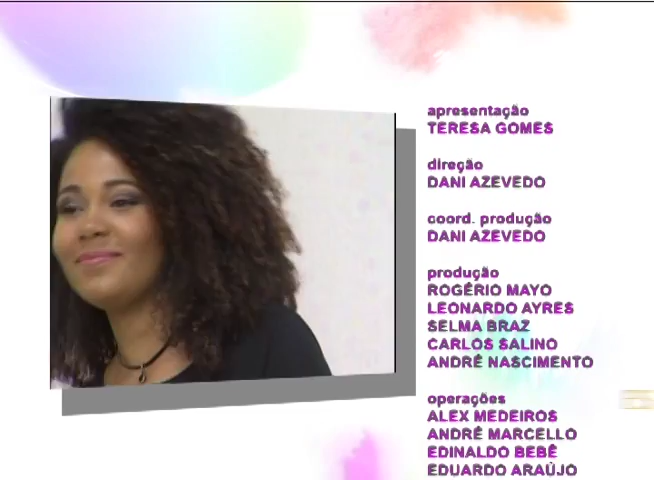 apresentação
TERESA GOMES
direção
DANI AZEVEDO
coord. produção
DANI AZEVEDO
produção
ROGÉRIO MAYO
LEONARDO AYRES
SELMA BRAZ
CARLOS SALINO
ANDRÉ NASCIMENTO
operações
ALEX MEDEIROS
ANDRÉ MARCELLO
EDINALDO BEBÊ
EDUARDO ARAÚJO